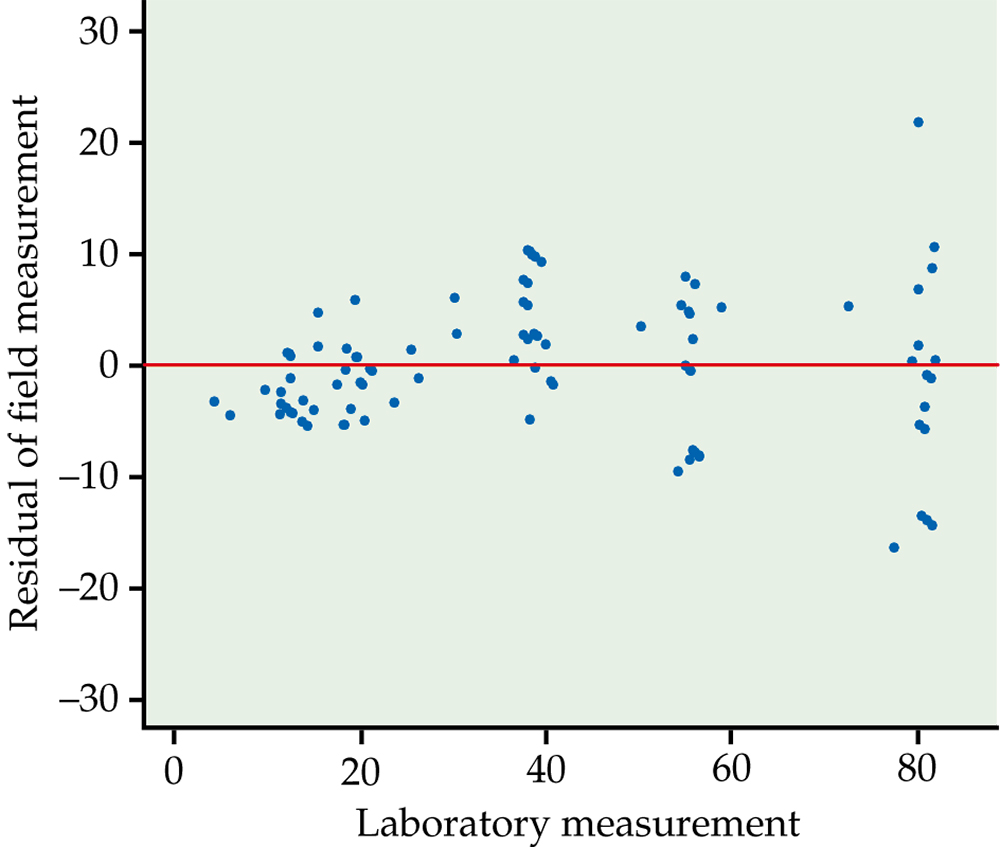 Residual of field measurement
30
20
10
0
–10
–20
–30
0 20 40 60 80
Laboratory measurement